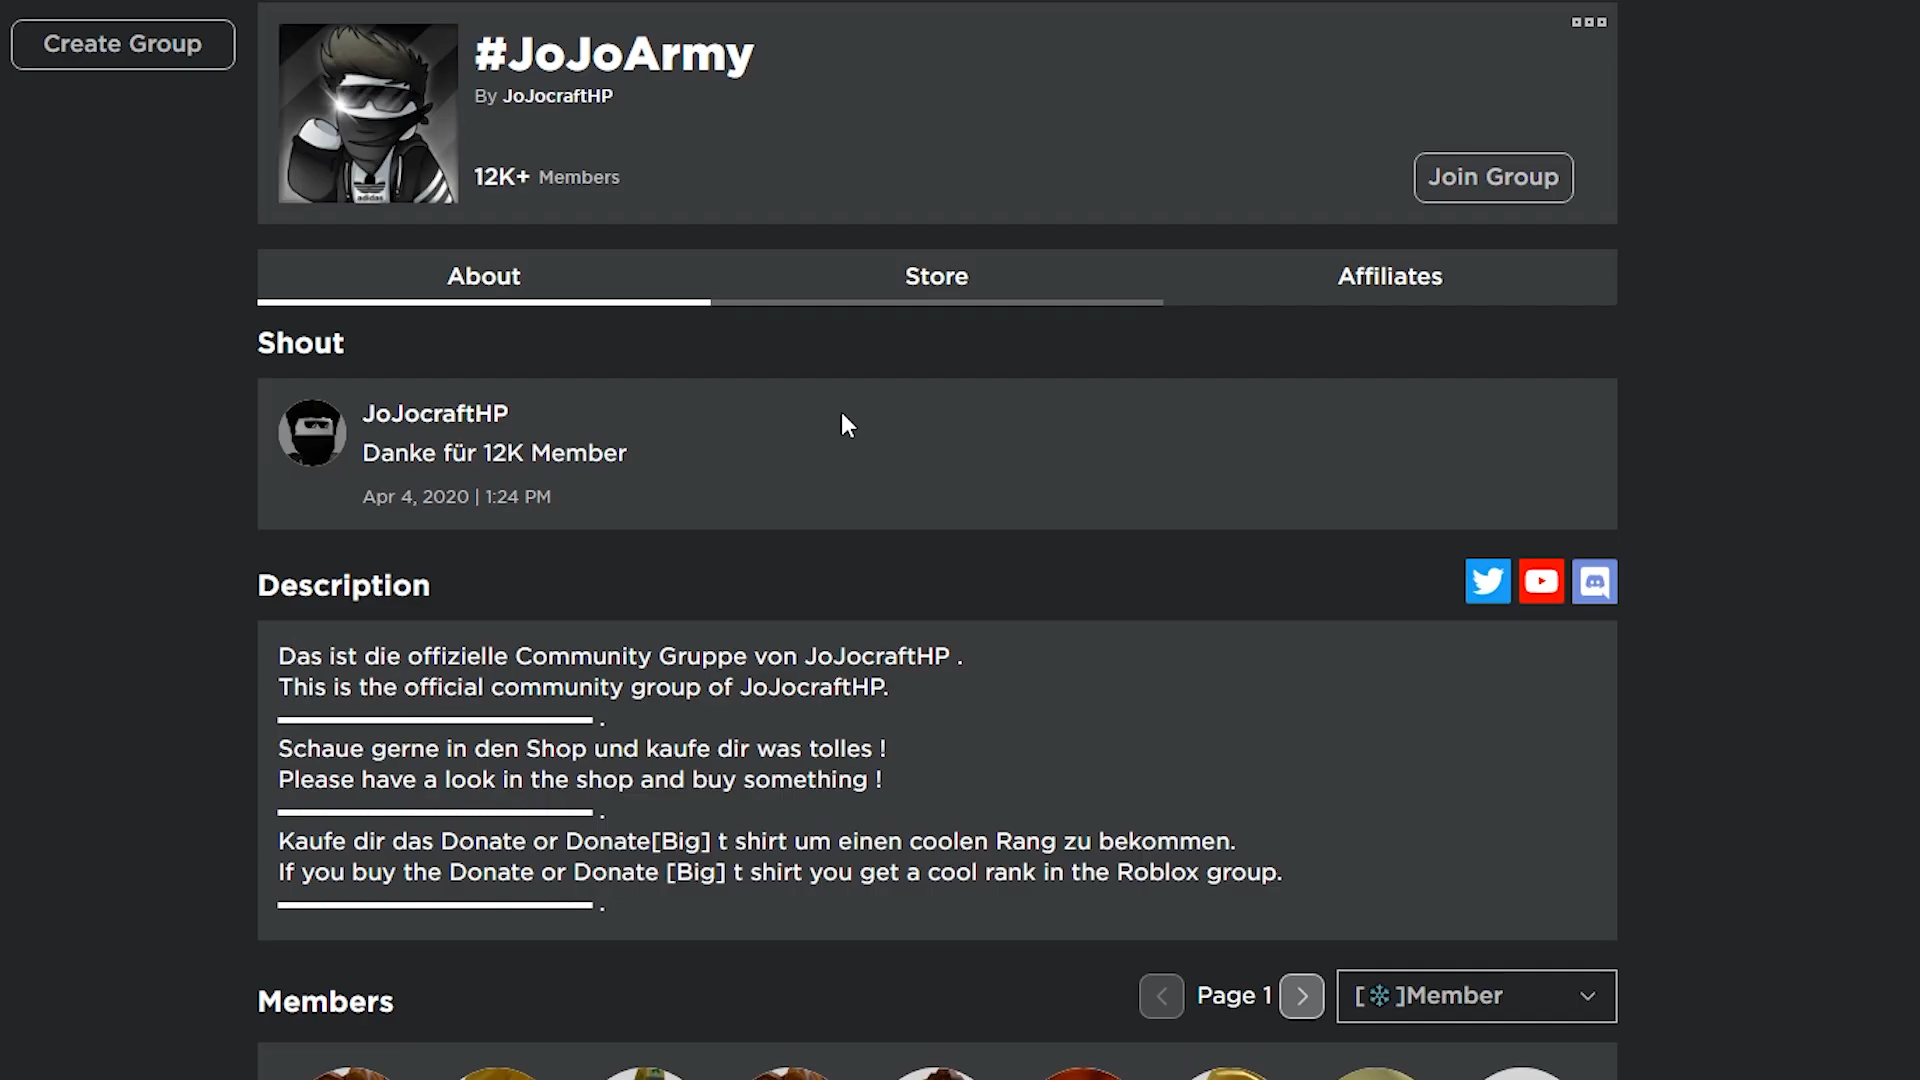 Create Group
#JoJoArmy
By JoJocraftHP
12K+ Members
Join Group
adidas
About
Store
Affiliates
Shout
JoJocraftHP
Danke für 12K Member
Apr 4, 2020 | 1:24 PM
Description
Das ist die offizielle Community Gruppe von JoJocraftHP .
This is the official community group of JoJocraftHP.
▬▬▬▬▬▬▬▬▬▬▬▬▬ .
Schaue gerne in den Shop und kaufe dir was tolles !
Please have a look in the shop and buy something !
▬▬▬▬▬▬▬▬▬▬▬▬▬ .
Kaufe dir das Donate or Donate[Big] t shirt um einen coolen Rang zu bekommen.
If you buy the Donate or Donate [Big] t shirt you get a cool rank in the Roblox group.
▬▬▬▬▬▬▬▬▬▬▬▬▬ .
Members
Page 1
[❄]Member